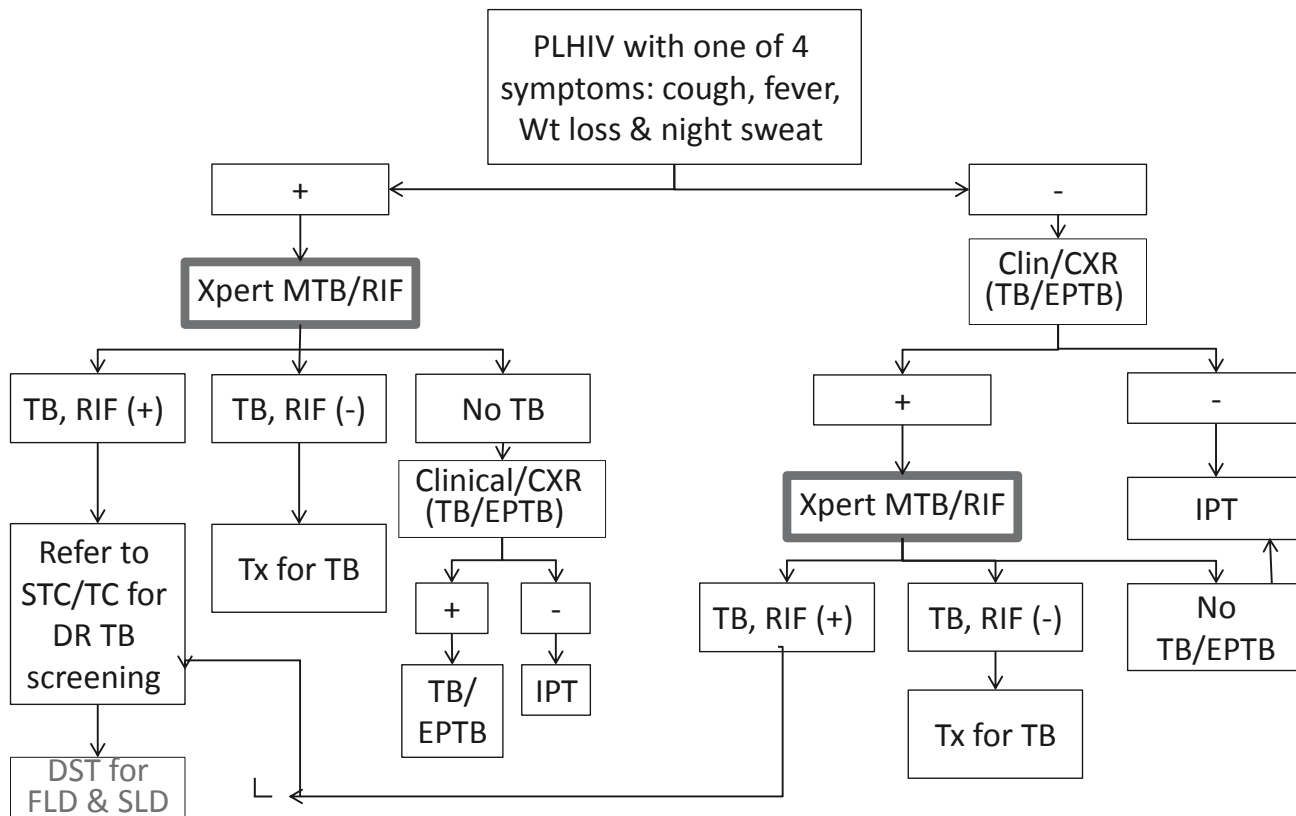 PLHIV with one of 4
symptoms: cough, fever,
Wt loss & night sweat
+
-
Xpert MTB/RIF
Clin/CXR
(TB/EPTB)
TB, RIF (+)
TB, RIF (-)
No TB
+
-
Clinical/CXR
(TB/EPTB)
Xpert MTB/RIF
IPT
Refer to
STC/TC for
DR TB
screening
Tx for TB
+
-
TB, RIF (+)
TB, RIF (-)
No
TB/EPTB
TB/
EPTB
IPT
Tx for TB
DST for
FLD & SLD